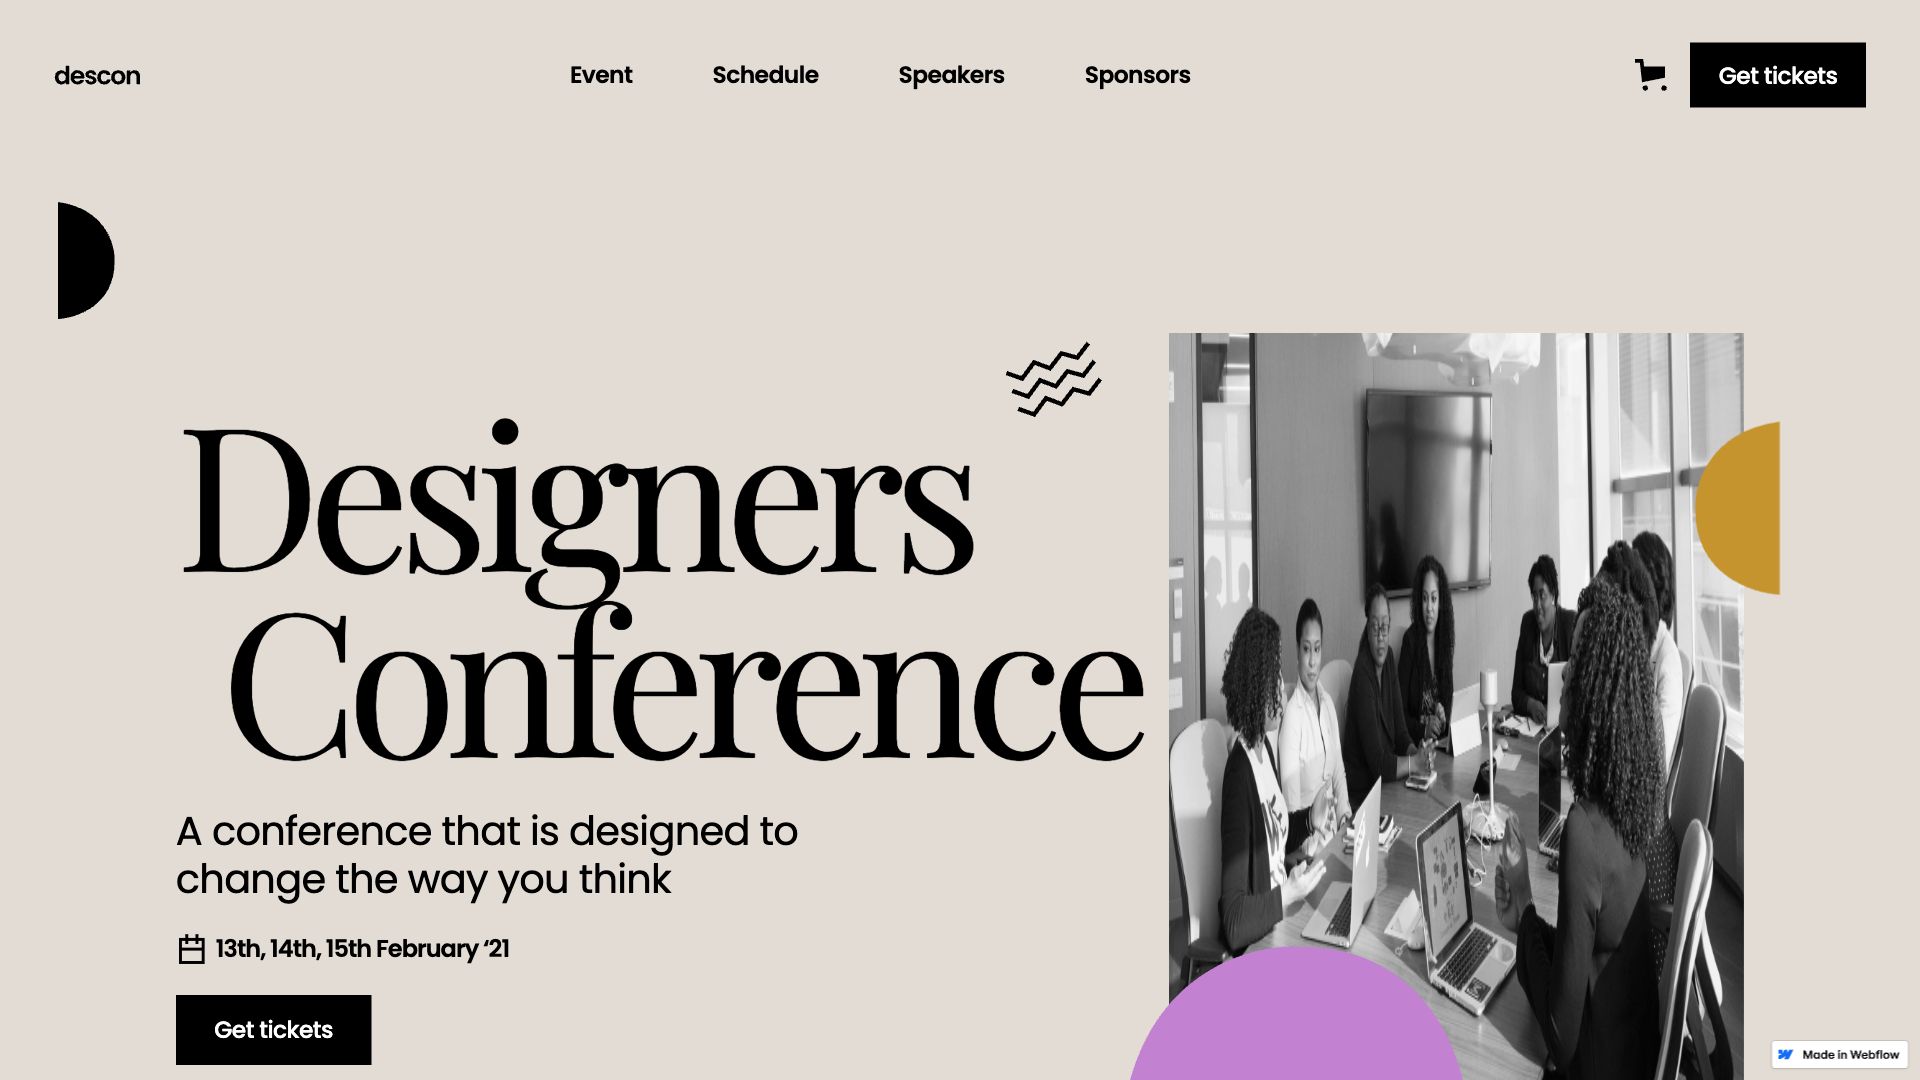 descon
Event
Schedule
Speakers
Sponsors
Get tickets
Designers
Conference
A conference that is designed to
change the way you think
13th, 14th, 15th February ‘21
Get tickets
Made in Webflow